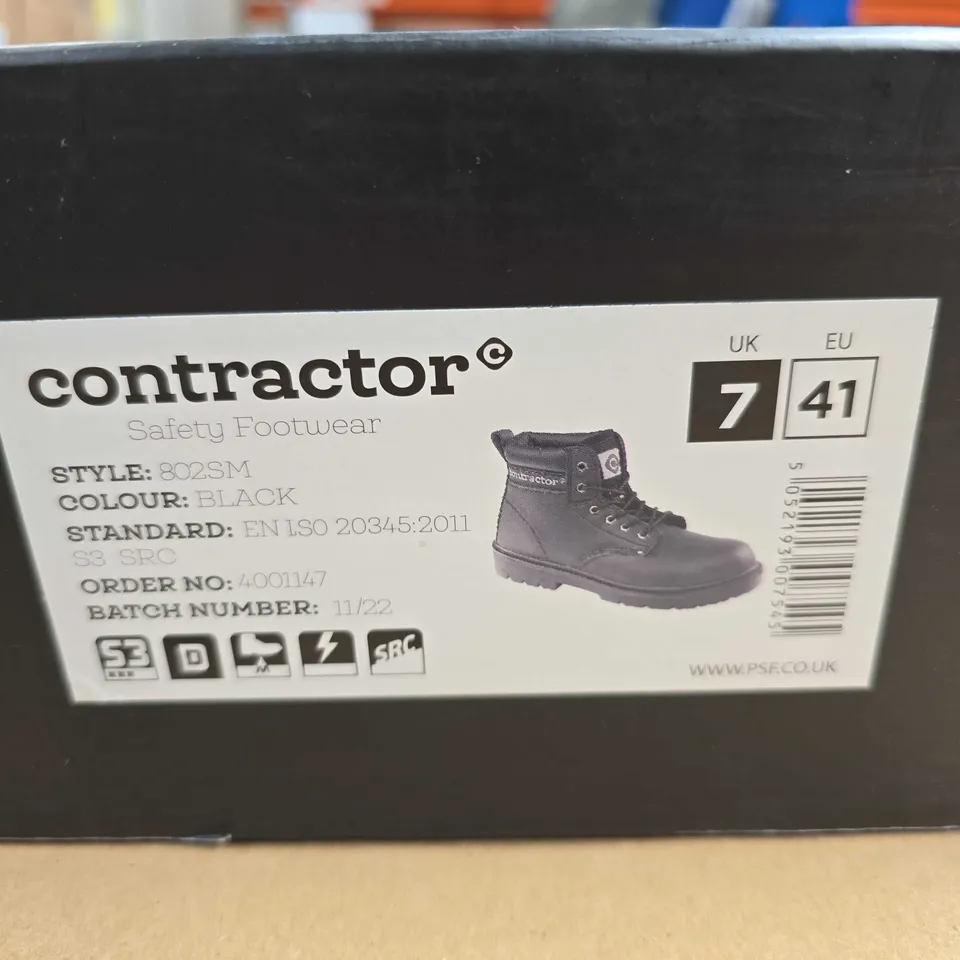 contractor©
Safety Footwear
STYLE: 802SM
COLOUR: BLACK
STANDARD: EN ISO 20345:2011
S3 SRC
ORDER NO: 4001147
BATCH NUMBER: 11/22
S3 D M SRC
contractor
UK EU
7 41
5 052193 007545
WWW.PSF.CO.UK